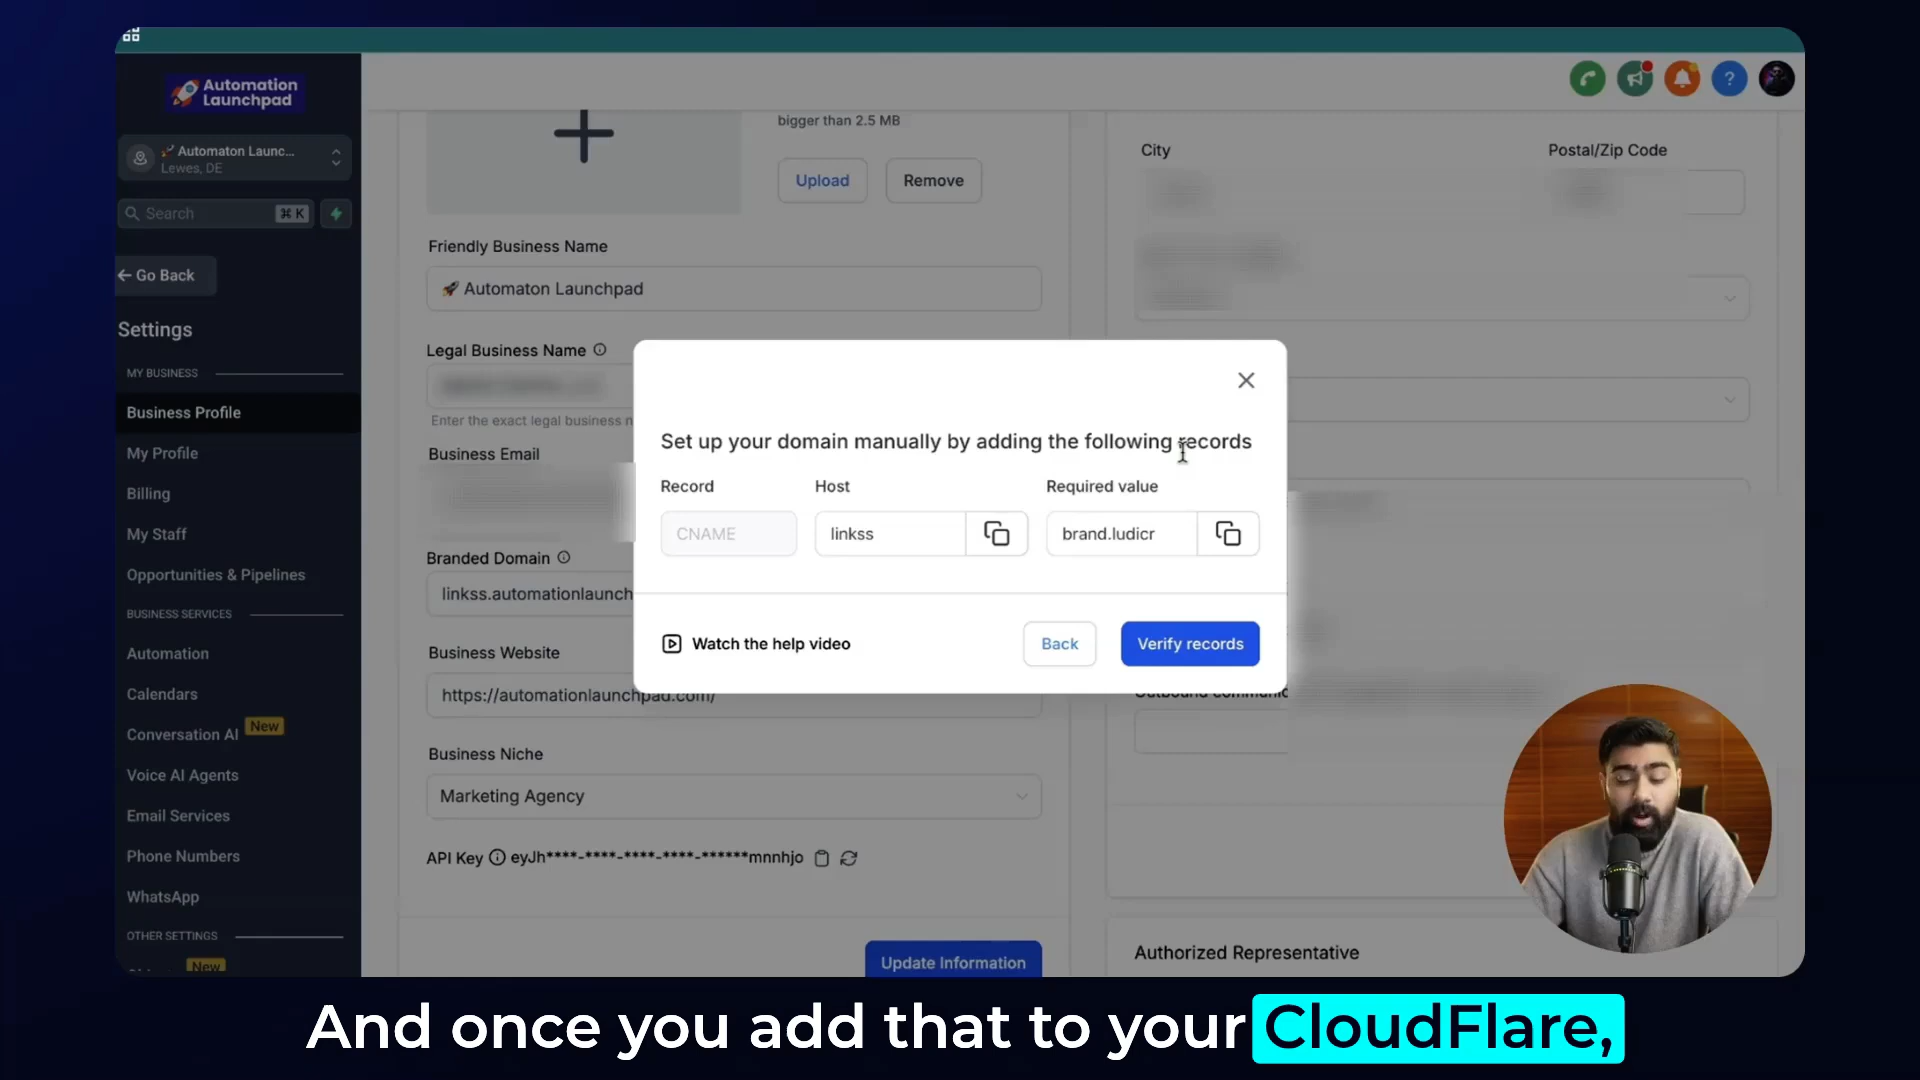 Automation
Launchpad
Automaton Launc...
Lewes, DE
Search
⌘ K
Go Back
Settings
MY BUSINESS
Business Profile
My Profile
Billing
My Staff
Opportunities & Pipelines
BUSINESS SERVICES
Automation
Calendars
Conversation AI New
Voice AI Agents
Email Services
Phone Numbers
WhatsApp
OTHER SETTINGS
New
bigger than 2.5 MB
Upload
Remove
Friendly Business Name
🚀 Automaton Launchpad
Legal Business Name
Enter the exact legal business n
Business Email
Branded Domain
linkss.automationlaunch
Business Website
https://automationlaunchpad.com/
Business Niche
Marketing Agency
API Key eyJh****-****-****-****-******mnnhjo
Update Information
City
Postal/Zip Code
Set up your domain manually by adding the following records
Record Host Required value
CNAME linkss brand.ludicr
Watch the help video
Back
Verify records
Outbound communic
Authorized Representative
And once you add that to your CloudFlare,